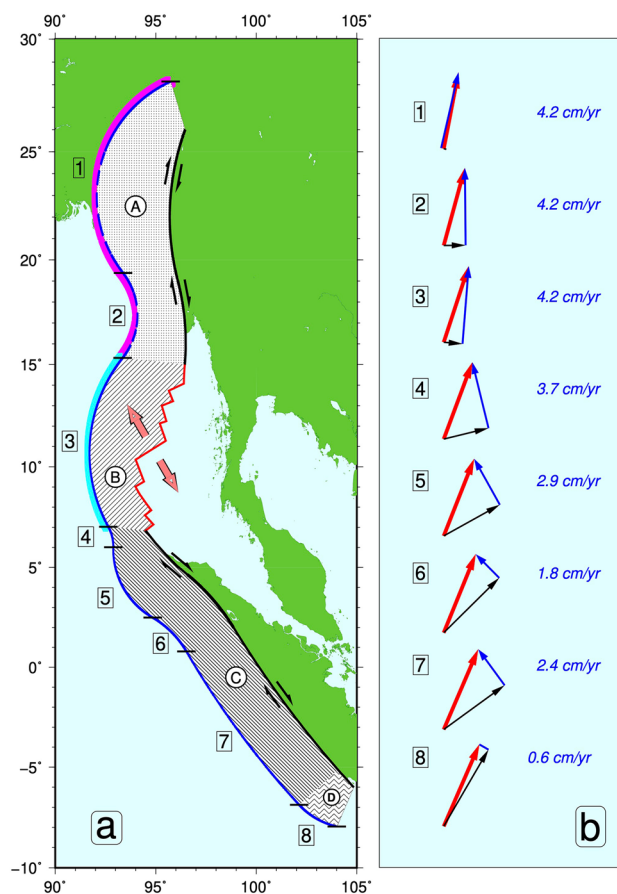 90° 95° 100° 105°
30°
25°
20°
15°
10°
5°
0°
−5°
−10°
1
2
3
4
5
6
7
8
A
B
C
D
a
90° 95° 100° 105°
1 4.2 cm/yr
2 4.2 cm/yr
3 4.2 cm/yr
4 3.7 cm/yr
5 2.9 cm/yr
6 1.8 cm/yr
7 2.4 cm/yr
8 0.6 cm/yr
b